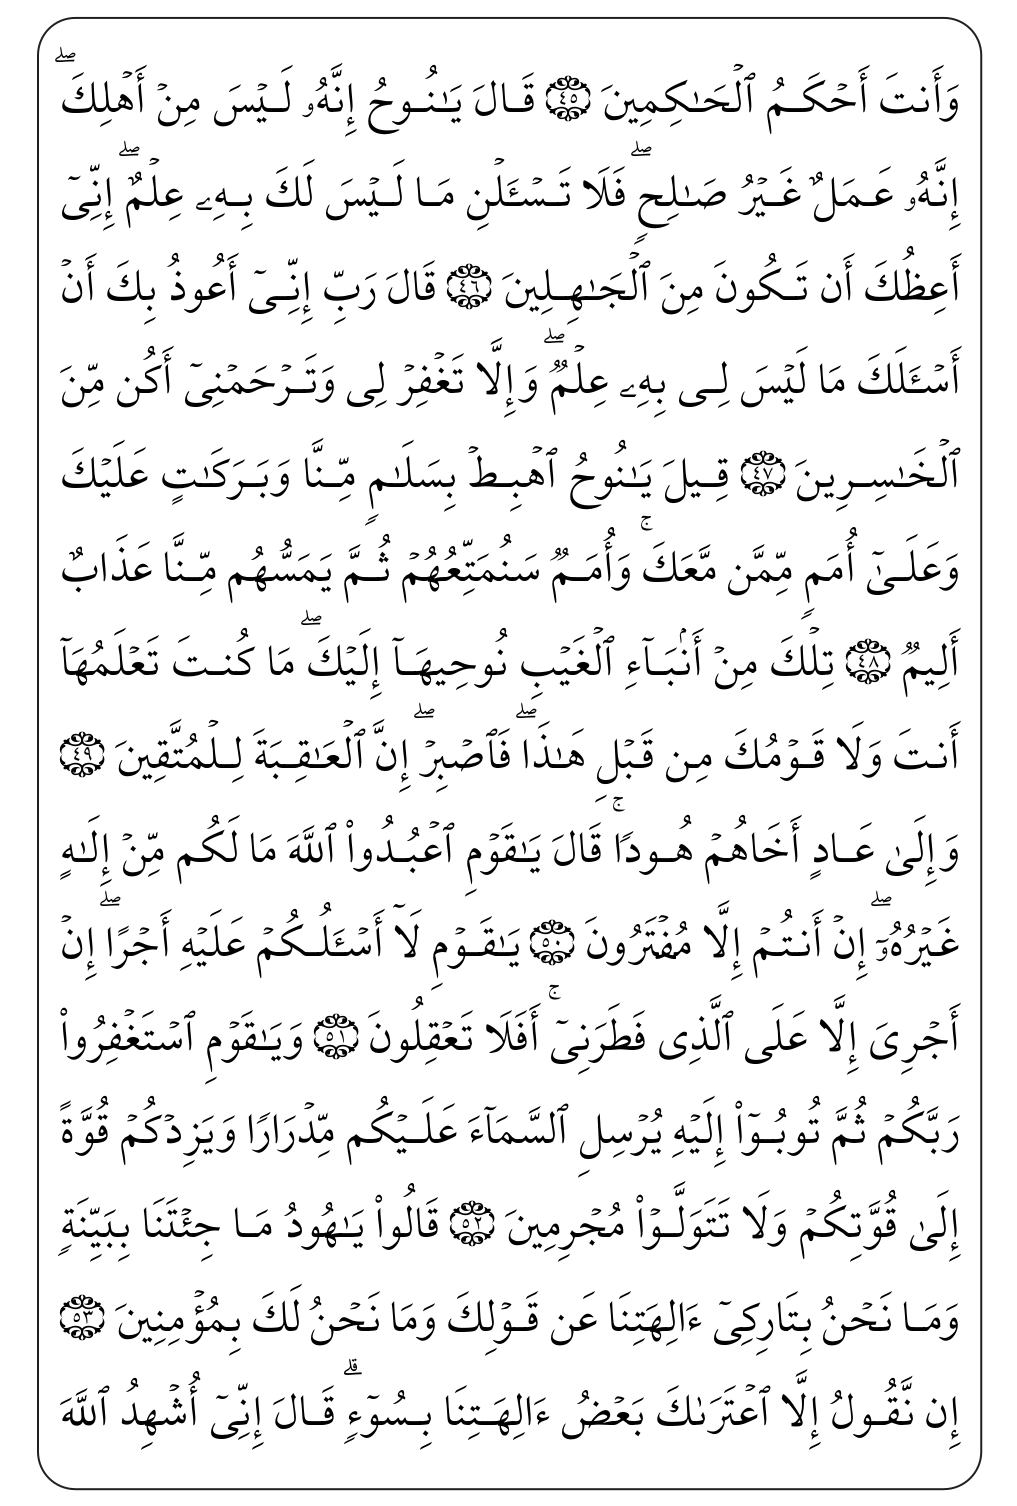 وَأَنتَ أَحۡكَمُ ٱلۡحَٰكِمِينَ ٤٥ قَالَ يَٰنُوحُ إِنَّهُۥ لَيۡسَ مِنۡ أَهۡلِكَۖ
إِنَّهُۥ عَمَلٌ غَيۡرُ صَٰلِحٖۖ فَلَا تَسۡـَٔلۡنِ مَا لَيۡسَ لَكَ بِهِۦ عِلۡمٌۖ إِنِّيٓ
أَعِظُكَ أَن تَكُونَ مِنَ ٱلۡجَٰهِلِينَ ٤٦ قَالَ رَبِّ إِنِّيٓ أَعُوذُ بِكَ أَنۡ
أَسۡـَٔلَكَ مَا لَيۡسَ لِي بِهِۦ عِلۡمٞۖ وَإِلَّا تَغۡفِرۡ لِي وَتَرۡحَمۡنِيٓ أَكُن مِّنَ
ٱلۡخَٰسِرِينَ ٤٧ قِيلَ يَٰنُوحُ ٱهۡبِطۡ بِسَلَٰمٖ مِّنَّا وَبَرَكَٰتٍ عَلَيۡكَ
وَعَلَىٰٓ أُمَمٖ مِّمَّن مَّعَكَۚ وَأُمَمٞ سَنُمَتِّعُهُمۡ ثُمَّ يَمَسُّهُم مِّنَّا عَذَابٌ
أَلِيمٞ ٤٨ تِلۡكَ مِنۡ أَنۢبَآءِ ٱلۡغَيۡبِ نُوحِيهَآ إِلَيۡكَۖ مَا كُنتَ تَعۡلَمُهَآ
أَنتَ وَلَا قَوۡمُكَ مِن قَبۡلِ هَٰذَاۖ فَٱصۡبِرۡۖ إِنَّ ٱلۡعَٰقِبَةَ لِلۡمُتَّقِينَ ٤٩
وَإِلَىٰ عَادٍ أَخَاهُمۡ هُودٗاۚ قَالَ يَٰقَوۡمِ ٱعۡبُدُواْ ٱللَّهَ مَا لَكُم مِّنۡ إِلَٰهٍ
غَيۡرُهُۥٓۖ إِنۡ أَنتُمۡ إِلَّا مُفۡتَرُونَ ٥٠ يَٰقَوۡمِ لَآ أَسۡـَٔلُكُمۡ عَلَيۡهِ أَجۡرًاۖ إِنۡ
أَجۡرِيَ إِلَّا عَلَى ٱلَّذِي فَطَرَنِيٓۚ أَفَلَا تَعۡقِلُونَ ٥١ وَيَٰقَوۡمِ ٱسۡتَغۡفِرُواْ
رَبَّكُمۡ ثُمَّ تُوبُوٓاْ إِلَيۡهِ يُرۡسِلِ ٱلسَّمَآءَ عَلَيۡكُم مِّدۡرَارٗا وَيَزِدۡكُمۡ قُوَّةً
إِلَىٰ قُوَّتِكُمۡ وَلَا تَتَوَلَّوۡاْ مُجۡرِمِينَ ٥٢ قَالُواْ يَٰهُودُ مَا جِئۡتَنَا بِبَيِّنَةٖ
وَمَا نَحۡنُ بِتَارِكِيٓ ءَالِهَتِنَا عَن قَوۡلِكَ وَمَا نَحۡنُ لَكَ بِمُؤۡمِنِينَ ٥٣
إِن نَّقُولُ إِلَّا ٱعۡتَرَىٰكَ بَعۡضُ ءَالِهَتِنَا بِسُوٓءٖۗ قَالَ إِنِّيٓ أُشۡهِدُ ٱللَّهَ